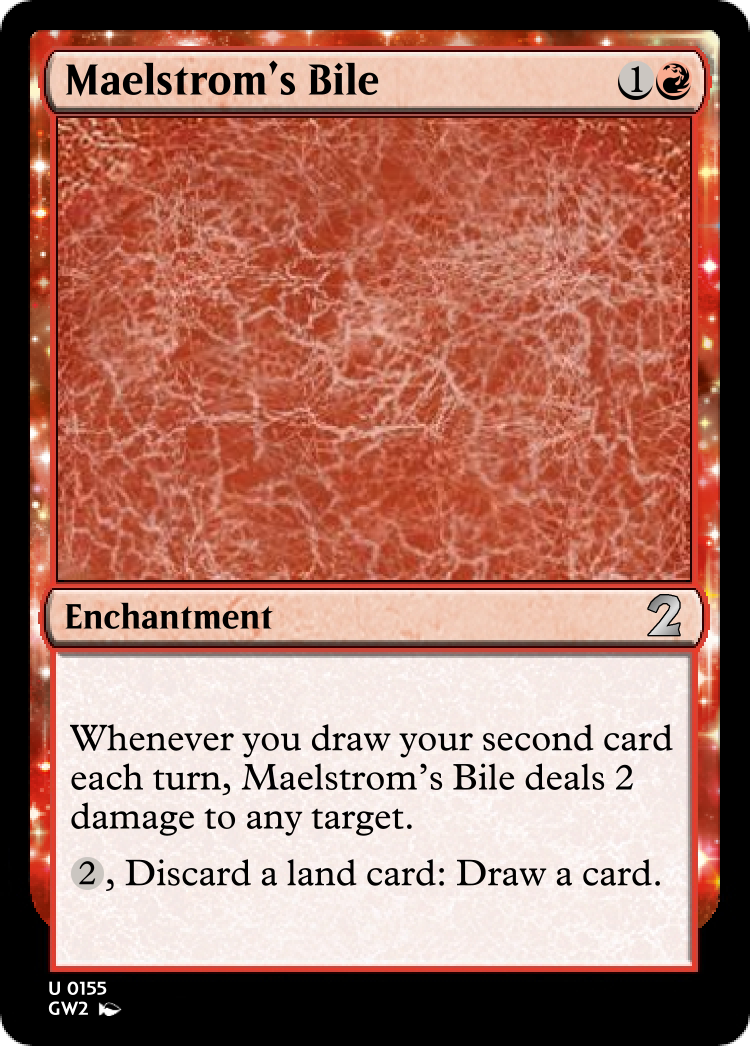 Maelstrom's Bile 1
Enchantment 2
Whenever you draw your second card
each turn, Maelstrom's Bile deals 2
damage to any target.
2, Discard a land card: Draw a card.
U 0155
GW2